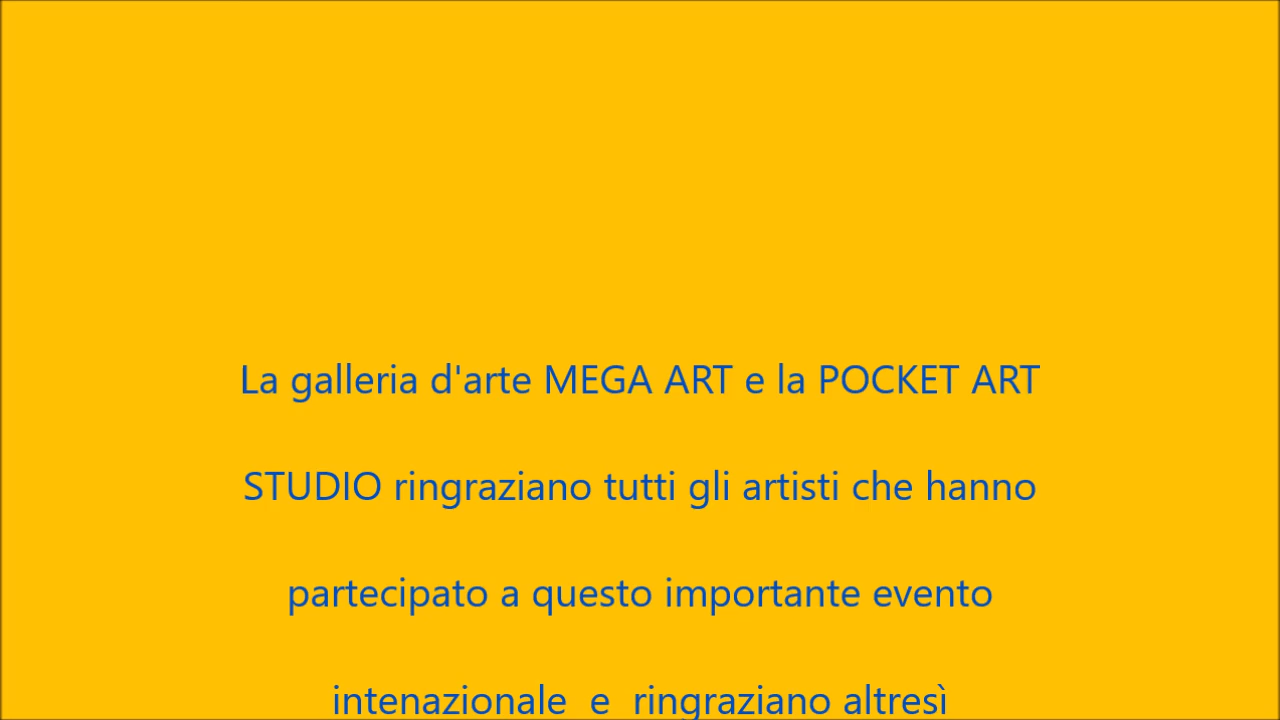 La galleria d'arte MEGA ART e la POCKET ART
STUDIO ringraziano tutti gli artisti che hanno
partecipato a questo importante evento
intenazionale e ringraziano altresì